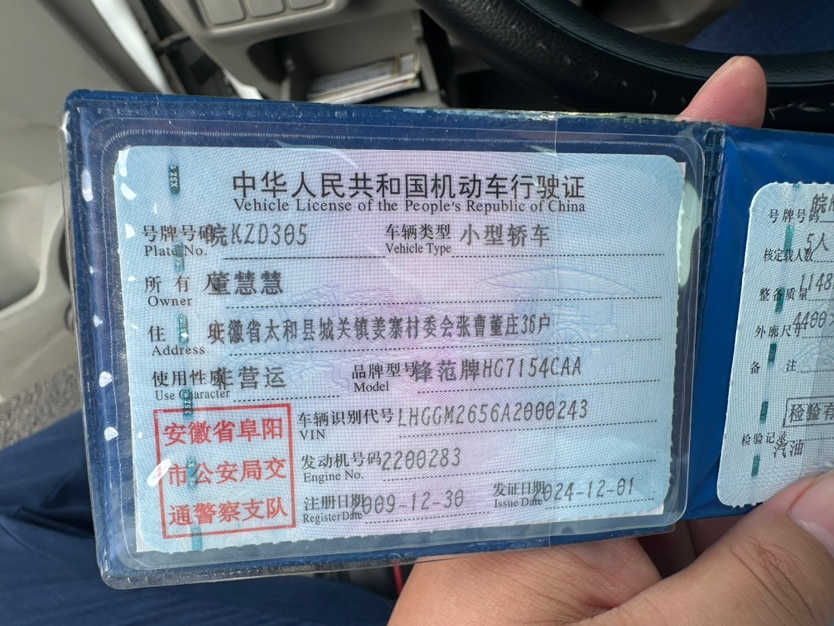 中华人民共和国机动车行驶证
Vehicle License of the People's Republic of China
号牌号码 皖KZD305 车辆类型 小型轿车
Plate No. Vehicle Type
所有人 董慧慧
Owner
住址 安徽省太和县城关镇姜寨村委会张曹董庄36户
Address
使用性质 非营运 品牌型号 锋范牌HG7154CAA
Use Character Model
安徽省阜阳
市公安局交
通警察支队
车辆识别代号 LHGGM2656A2000243
VIN
发动机号码 2200283
Engine No.
注册日期 009-12-30 发证日期 024-12-01
Register Date Issue Date
号牌号码 皖
核定载人数 5人
整备质量 1148
外廓尺寸 4400×
备注
检验有
检验记录
汽油